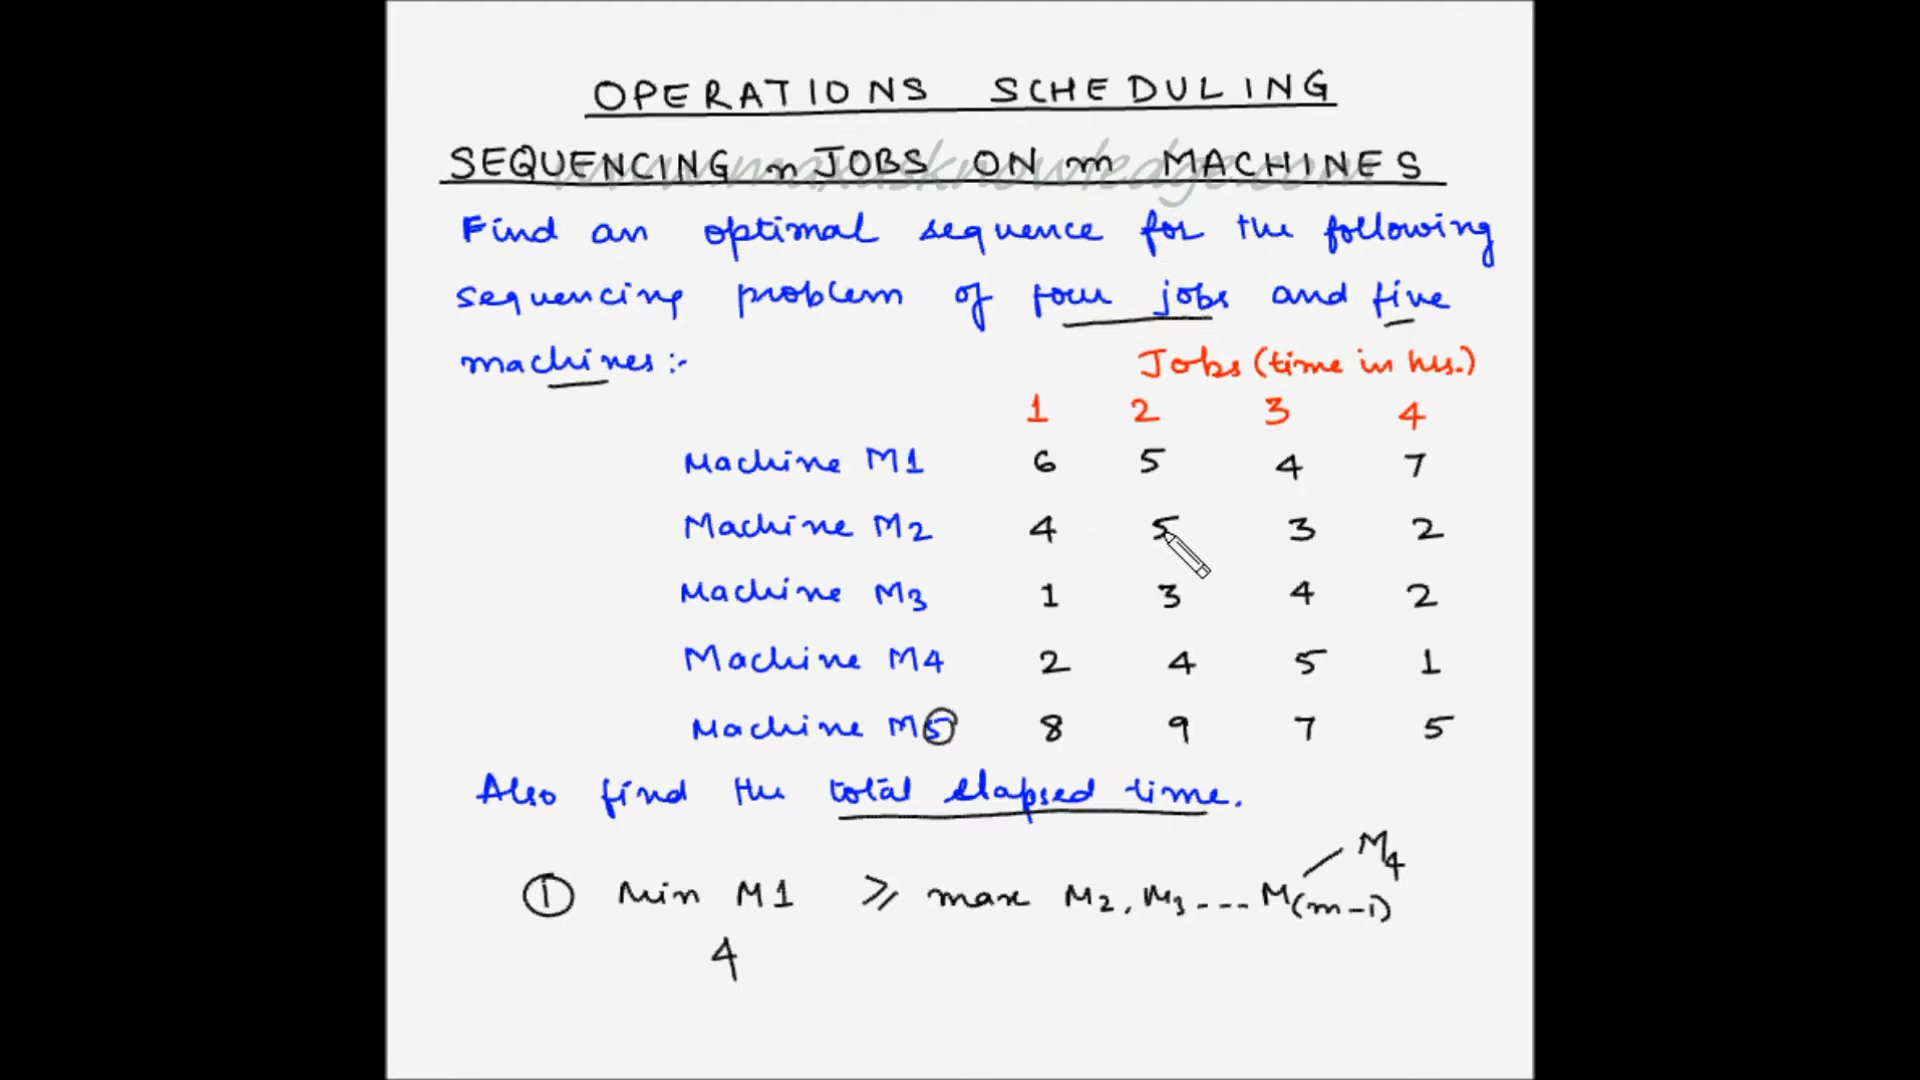 OPERATIONS SCHEDULING
www.maxusknowledge.com
SEQUENCING n JOBS ON m MACHINES
Find an optimal sequence for the following
sequencing problem of four jobs and five
machines :-
Jobs (time in hrs.)
1 2 3 4
Machine M1 6 5 4 7
Machine M2 4 5 3 2
Machine M3 1 3 4 2
Machine M4 2 4 5 1
Machine M5 8 9 7 5
Also find the total elapsed time.
M4
① Min M1 ≥ max M2, M3 ---- M(m-1)
4